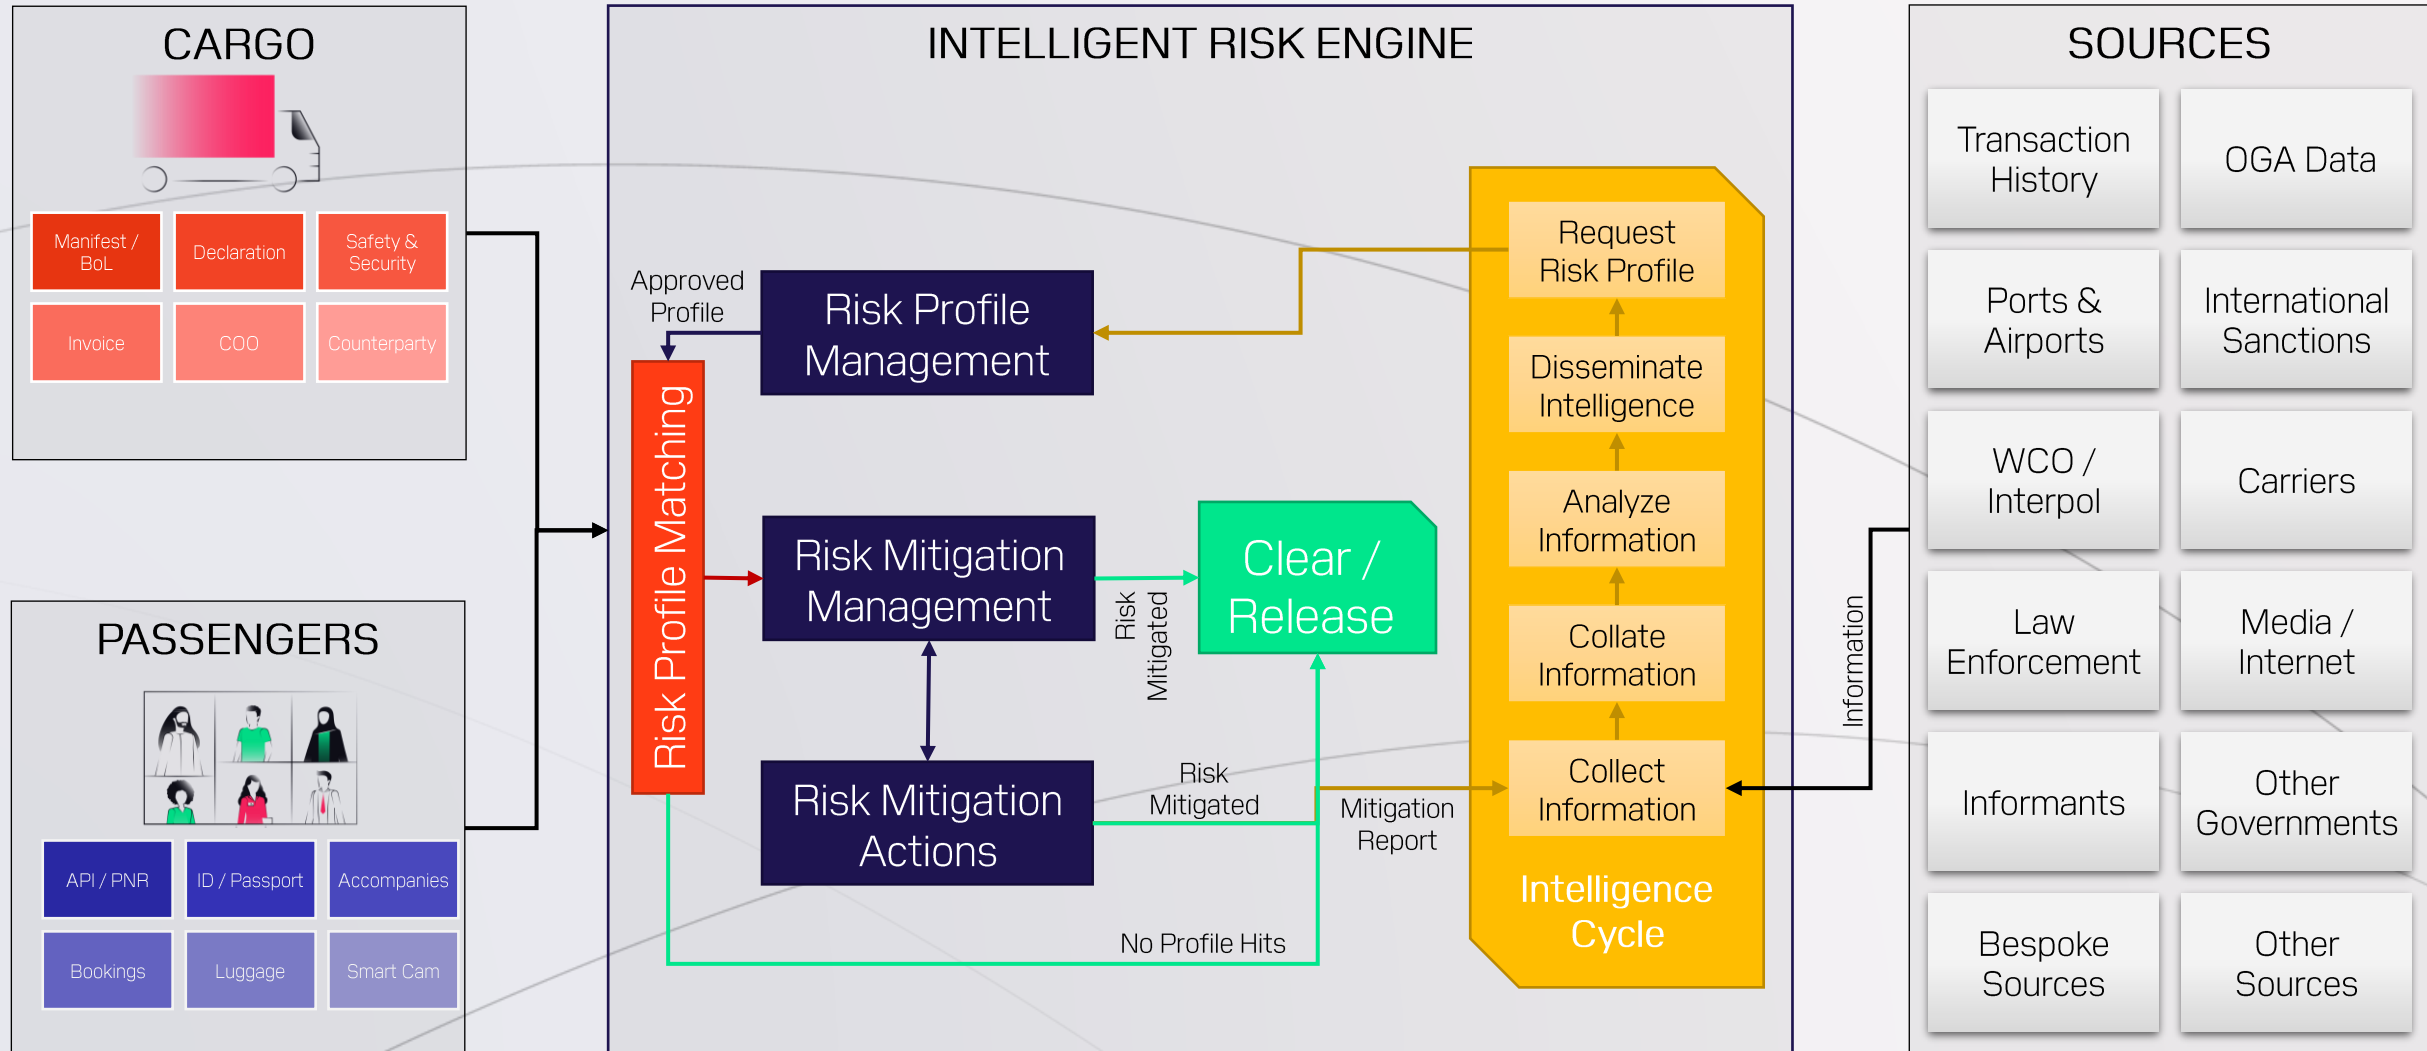 CARGO
Manifest /
BoL
Declaration
Safety &
Security
Invoice
COO
Counterparty
PASSENGERS
API / PNR
ID / Passport
Accompanies
Bookings
Luggage
Smart Cam
INTELLIGENT RISK ENGINE
Approved
Profile
Risk Profile
Management
Risk Profile Matching
Risk Mitigation
Management
Risk
Mitigated
Clear /
Release
Risk Mitigation
Actions
Risk
Mitigated
Mitigation
Report
No Profile Hits
Request
Risk Profile
Disseminate
Intelligence
Analyze
Information
Collate
Information
Collect
Information
Intelligence
Cycle
Information
SOURCES
Transaction
History
OGA Data
Ports &
Airports
International
Sanctions
WCO /
Interpol
Carriers
Law
Enforcement
Media /
Internet
Informants
Other
Governments
Bespoke
Sources
Other
Sources